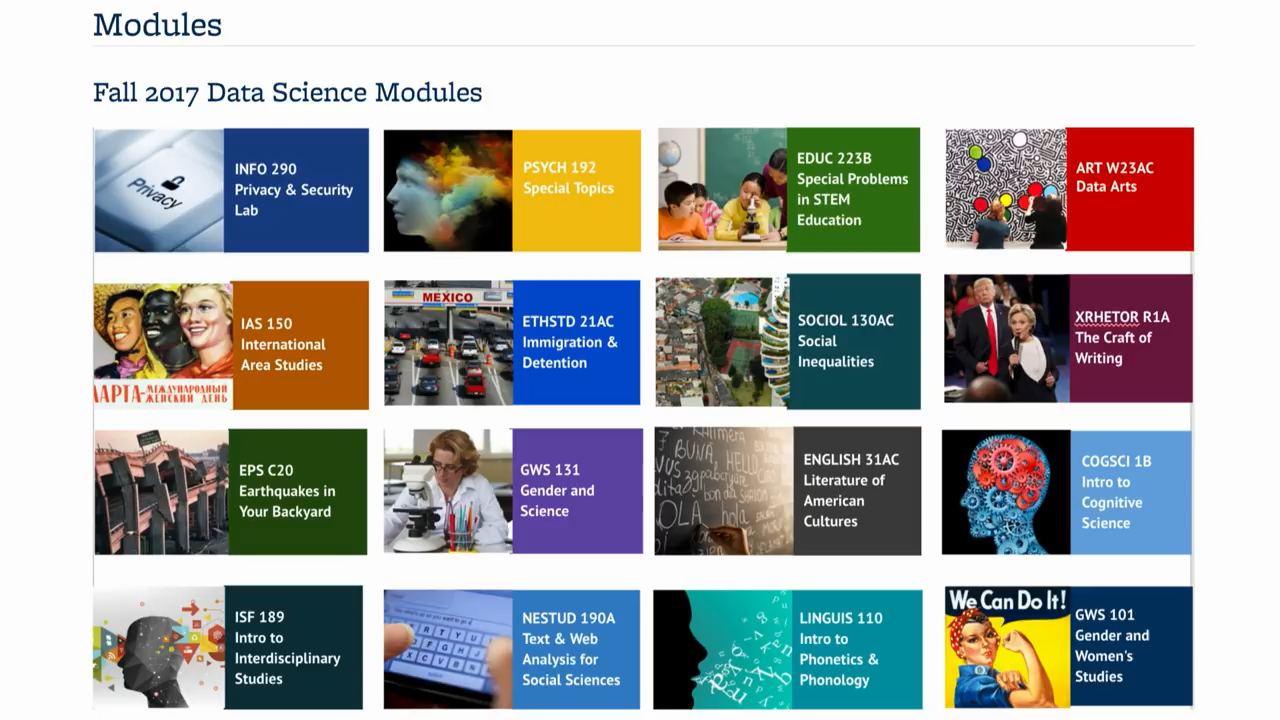 Modules
Fall 2017 Data Science Modules
Privacy
INFO 290
Privacy & Security
Lab
PSYCH 192
Special Topics
EDUC 223B
Special Problems
in STEM
Education
ART W23AC
Data Arts
МЕЖДУНАРОДНЫЙ
ЖЕНСКИЙ ДЕНЬ
IAS 150
International
Area Studies
MEXICO
ETHSTD 21AC
Immigration &
Detention
SOCIOL 130AC
Social
Inequalities
XRHETOR R1A
The Craft of
Writing
EPS C20
Earthquakes in
Your Backyard
GWS 131
Gender and
Science
BUNA HELLO
hola
ENGLISH 31AC
Literature of
American
Cultures
COGSCI 1B
Intro to
Cognitive
Science
ISF 189
Intro to
Interdisciplinary
Studies
NESTUD 190A
Text & Web
Analysis for
Social Sciences
LINGUIS 110
Intro to
Phonetics &
Phonology
We Can Do It!
GWS 101
Gender and
Women's
Studies